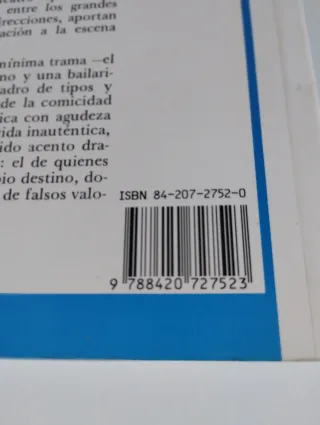 entre los grandes
recciones, aportan
ación a la escena
mínima trama —el
no y una bailari-
adro de tipos y
de la comicidad
ica con agudeza
ida inauténtica,
ido acento dra-
: el de quienes
pio destino, do-
de falsos valo-
ISBN 84-207-2752-0
9 788420 727523